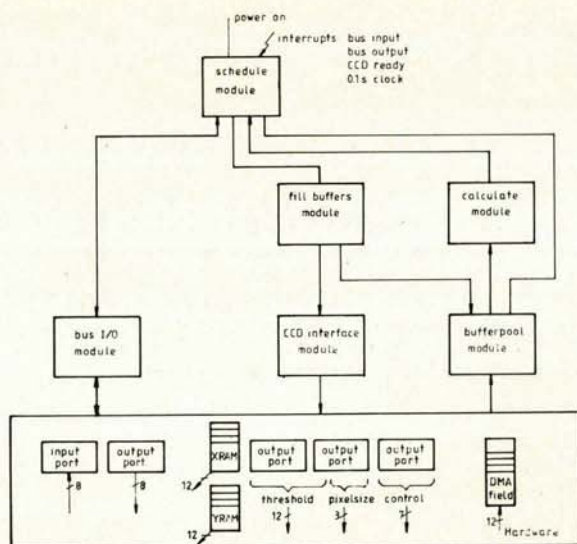 power on
interrupts bus input
bus output
CCD ready
0.1s clock
schedule
module
fill buffers
module
calculate
module
bus I/O
module
CCD interface
module
bufferpool
module
input
port
output
port
XRAM
YRAM
output
port
output
port
output
port
DMA
field
8
8
12
12
threshold
12
pixelsize
3
control
7
12
Hardware